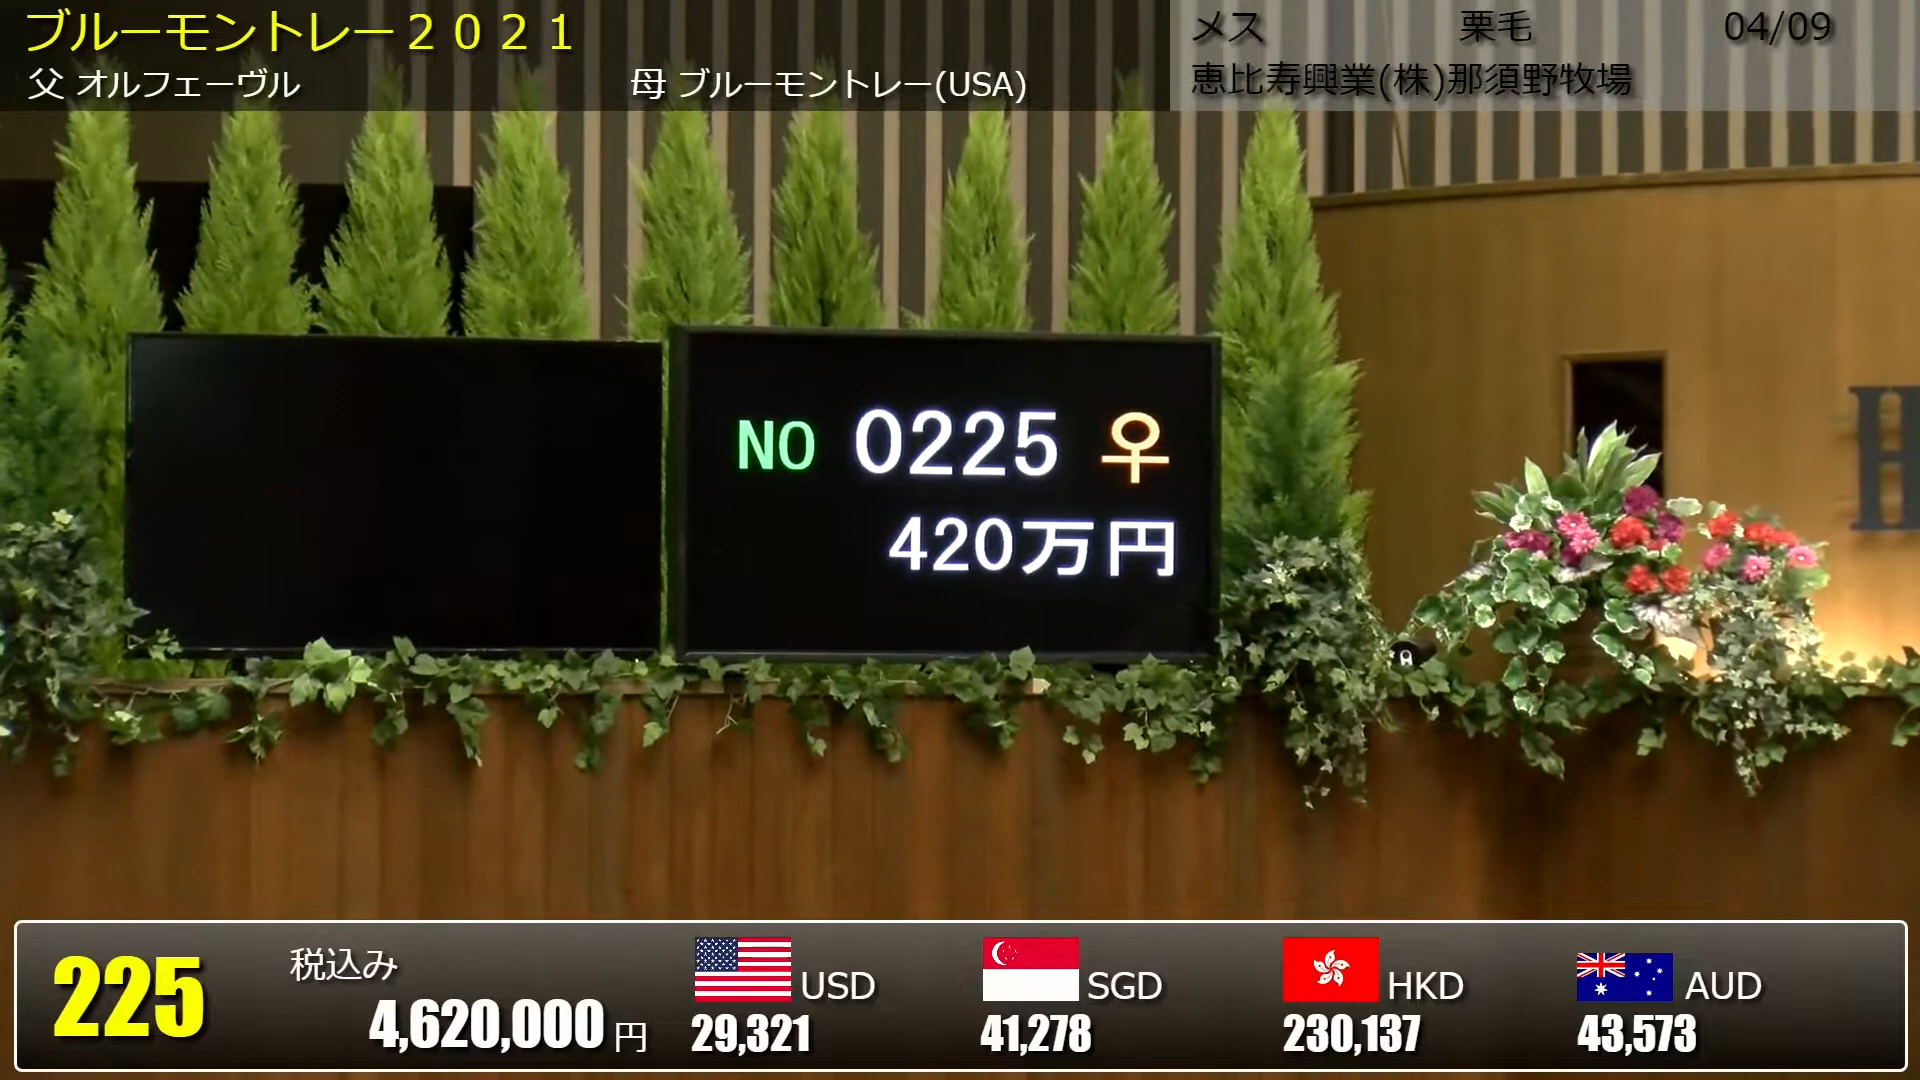 ブルーモントレー２０２１
父 オルフェーヴル 母 ブルーモントレー(USA)
メス 栗毛 04/09
恵比寿興業(株)那須野牧場
NO 0225 ♀
420万円
H
225
税込み
4,620,000 円
USD
29,321
SGD
41,278
HKD
230,137
AUD
43,573